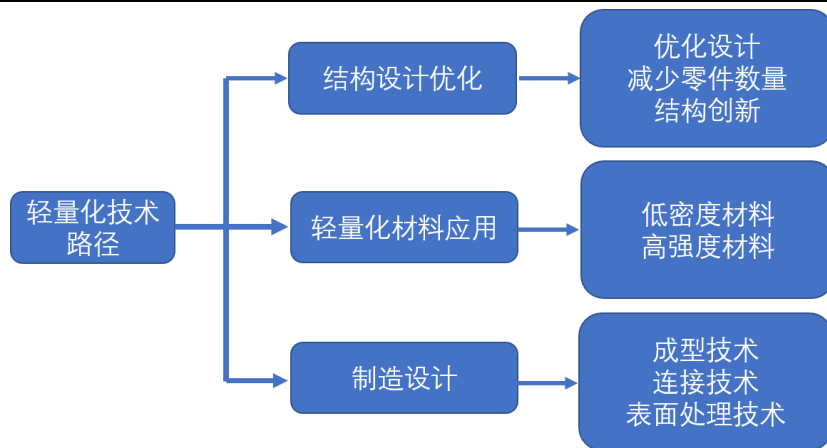 轻量化技术
路径
结构设计优化
优化设计
减少零件数量
结构创新
轻量化材料应用
低密度材料
高强度材料
制造设计
成型技术
连接技术
表面处理技术